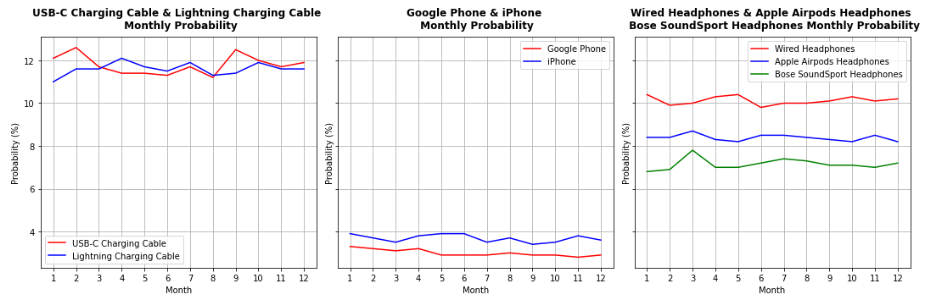 USB-C Charging Cable & Lightning Charging Cable
Monthly Probability
Probability (%)
12
10
8
6
4
USB-C Charging Cable
Lightning Charging Cable
1 2 3 4 5 6 7 8 9 10 11 12
Month
Google Phone & iPhone
Monthly Probability
Probability (%)
Google Phone
iPhone
1 2 3 4 5 6 7 8 9 10 11 12
Month
Wired Headphones & Apple Airpods Headphones
Bose SoundSport Headphones Monthly Probability
Probability (%)
Wired Headphones
Apple Airpods Headphones
Bose SoundSport Headphones
1 2 3 4 5 6 7 8 9 10 11 12
Month